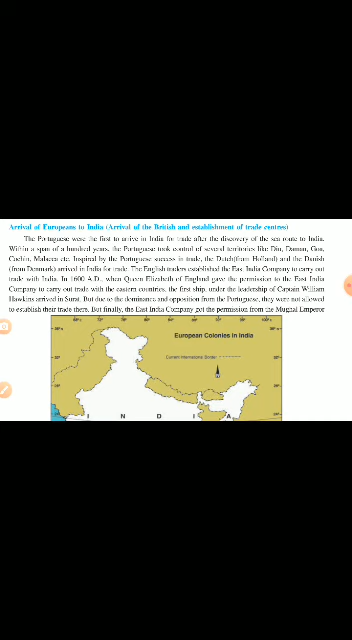 Arrival of Europeans to India (Arrival of the British and establishment of trade centres)
The Portuguese were the first to arrive in India for trade after the discovery of the sea route to India.
Within a span of a hundred years, the Portuguese took control of several territories like Diu, Daman, Goa,
Cochin, Malacca etc. Inspired by the Portuguese success in trade, the Dutch(from Holland) and the Danish
(from Denmark) arrived in India for trade. The English traders established the East India Company to carry out
trade with India. In 1600 A.D., when Queen Elizabeth of England gave the permission to the East India
Company to carry out trade with the eastern countries, the first ship, under the leadership of Captain William
Hawkins arrived in Surat. But due to the dominance and opposition from the Portuguese, they were not allowed
to establish their trade there. But finally, the East India Company got the permission from the Mughal Emperor
European Colonies in India
Current International Border
I N D I A